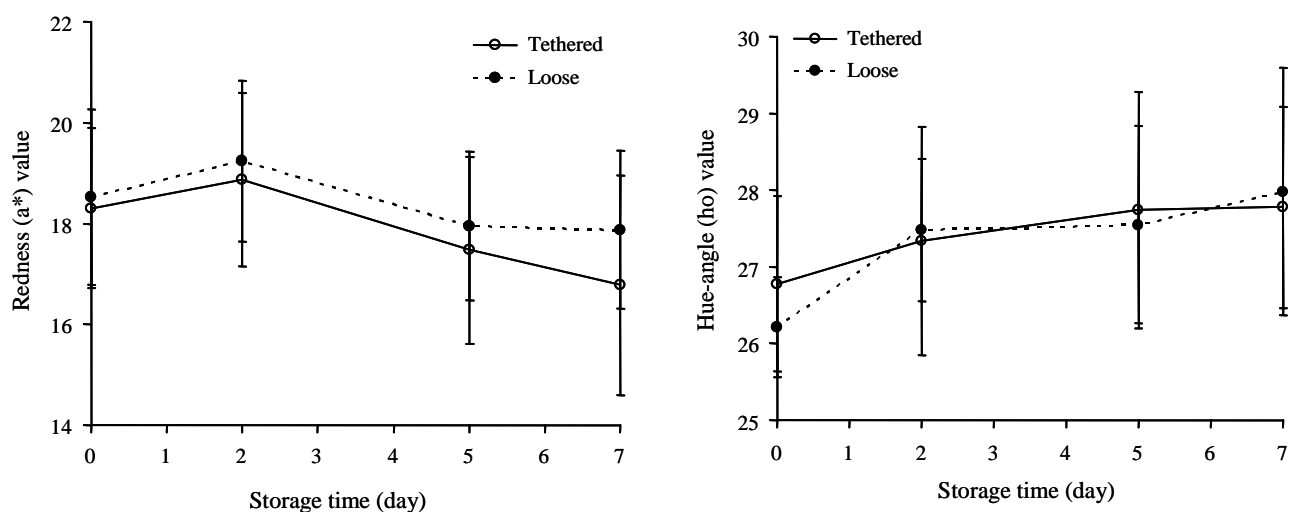 22
20
18
16
14
Redness (a*) value
Tethered
Loose
0 1 2 3 4 5 6 7
Storage time (day)
30
29
28
27
26
25
Hue-angle (ho) value
Tethered
Loose
0 1 2 3 4 5 6 7
Storage time (day)